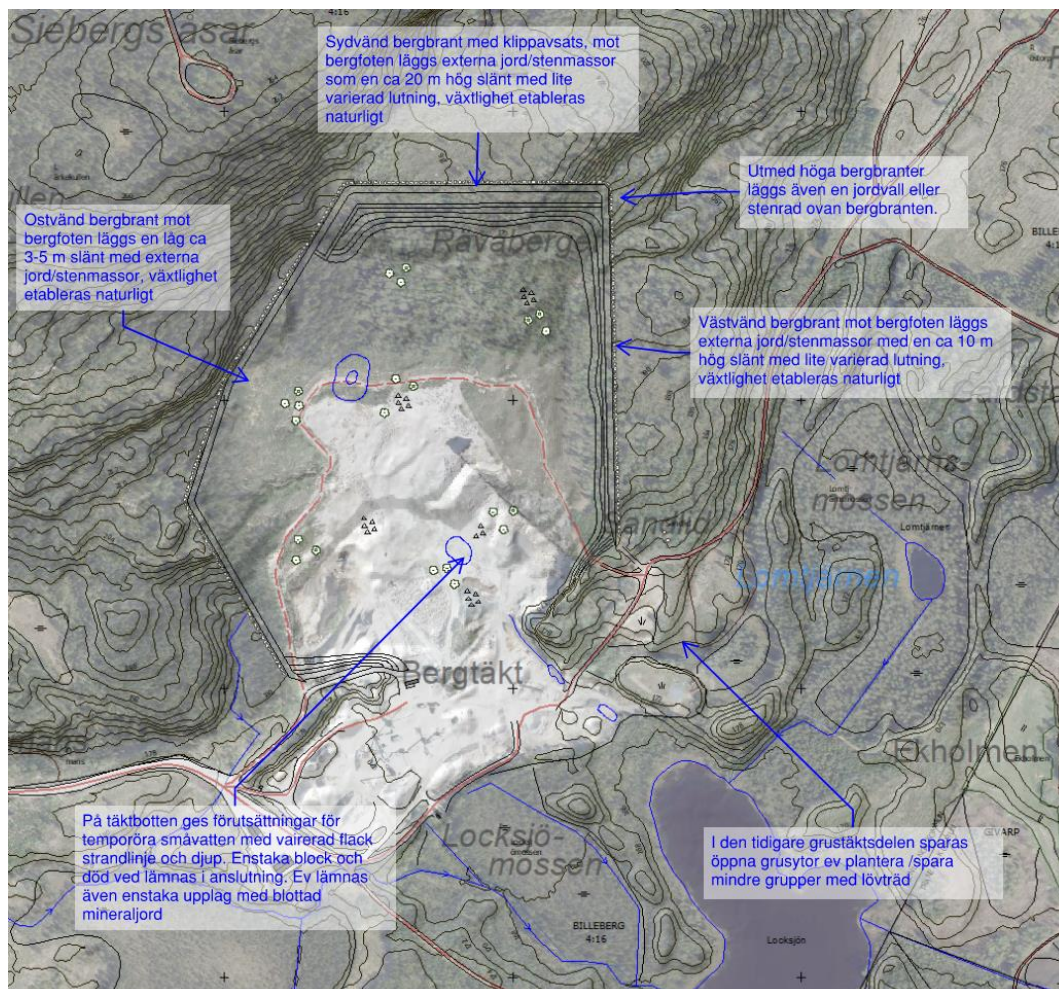 Siebergs åsar
4:16
Sydvänd bergbrant med klippavsats, mot
bergfoten läggs externa jord/stenmassor
som en ca 20 m hög slänt med lite
varierad lutning, växtlighet etableras
naturligt
Utmed höga bergbranter
läggs även en jordvall eller
stenrad ovan bergbranten.
Ostvänd bergbrant mot
bergfoten läggs en låg ca
3-5 m slänt med externa
jord/stenmassor, växtlighet
etableras naturligt
Västvänd bergbrant mot bergfoten läggs
externa jord/stenmassor med en ca 10 m
hög slänt med lite varierad lutning,
växtlighet etableras naturligt
Lomtjärns-
mossen
Lomtjärnen
Lomtjärnen
Bergtäkt
Ekholmen
Ekholmen
På täktbotten ges förutsättningar för
temporöra småvatten med vairerad flack
strandlinje och djup. Enstaka block och
död ved lämnas i anslutning. Ev lämnas
även enstaka upplag med blottad
mineraljord
Locksjö-
mossen
I den tidigare grustäktsdelen sparas
öppna grusytor ev plantera /spara
mindre grupper med lövträd
BILLEBERG
4:16
Locksjön